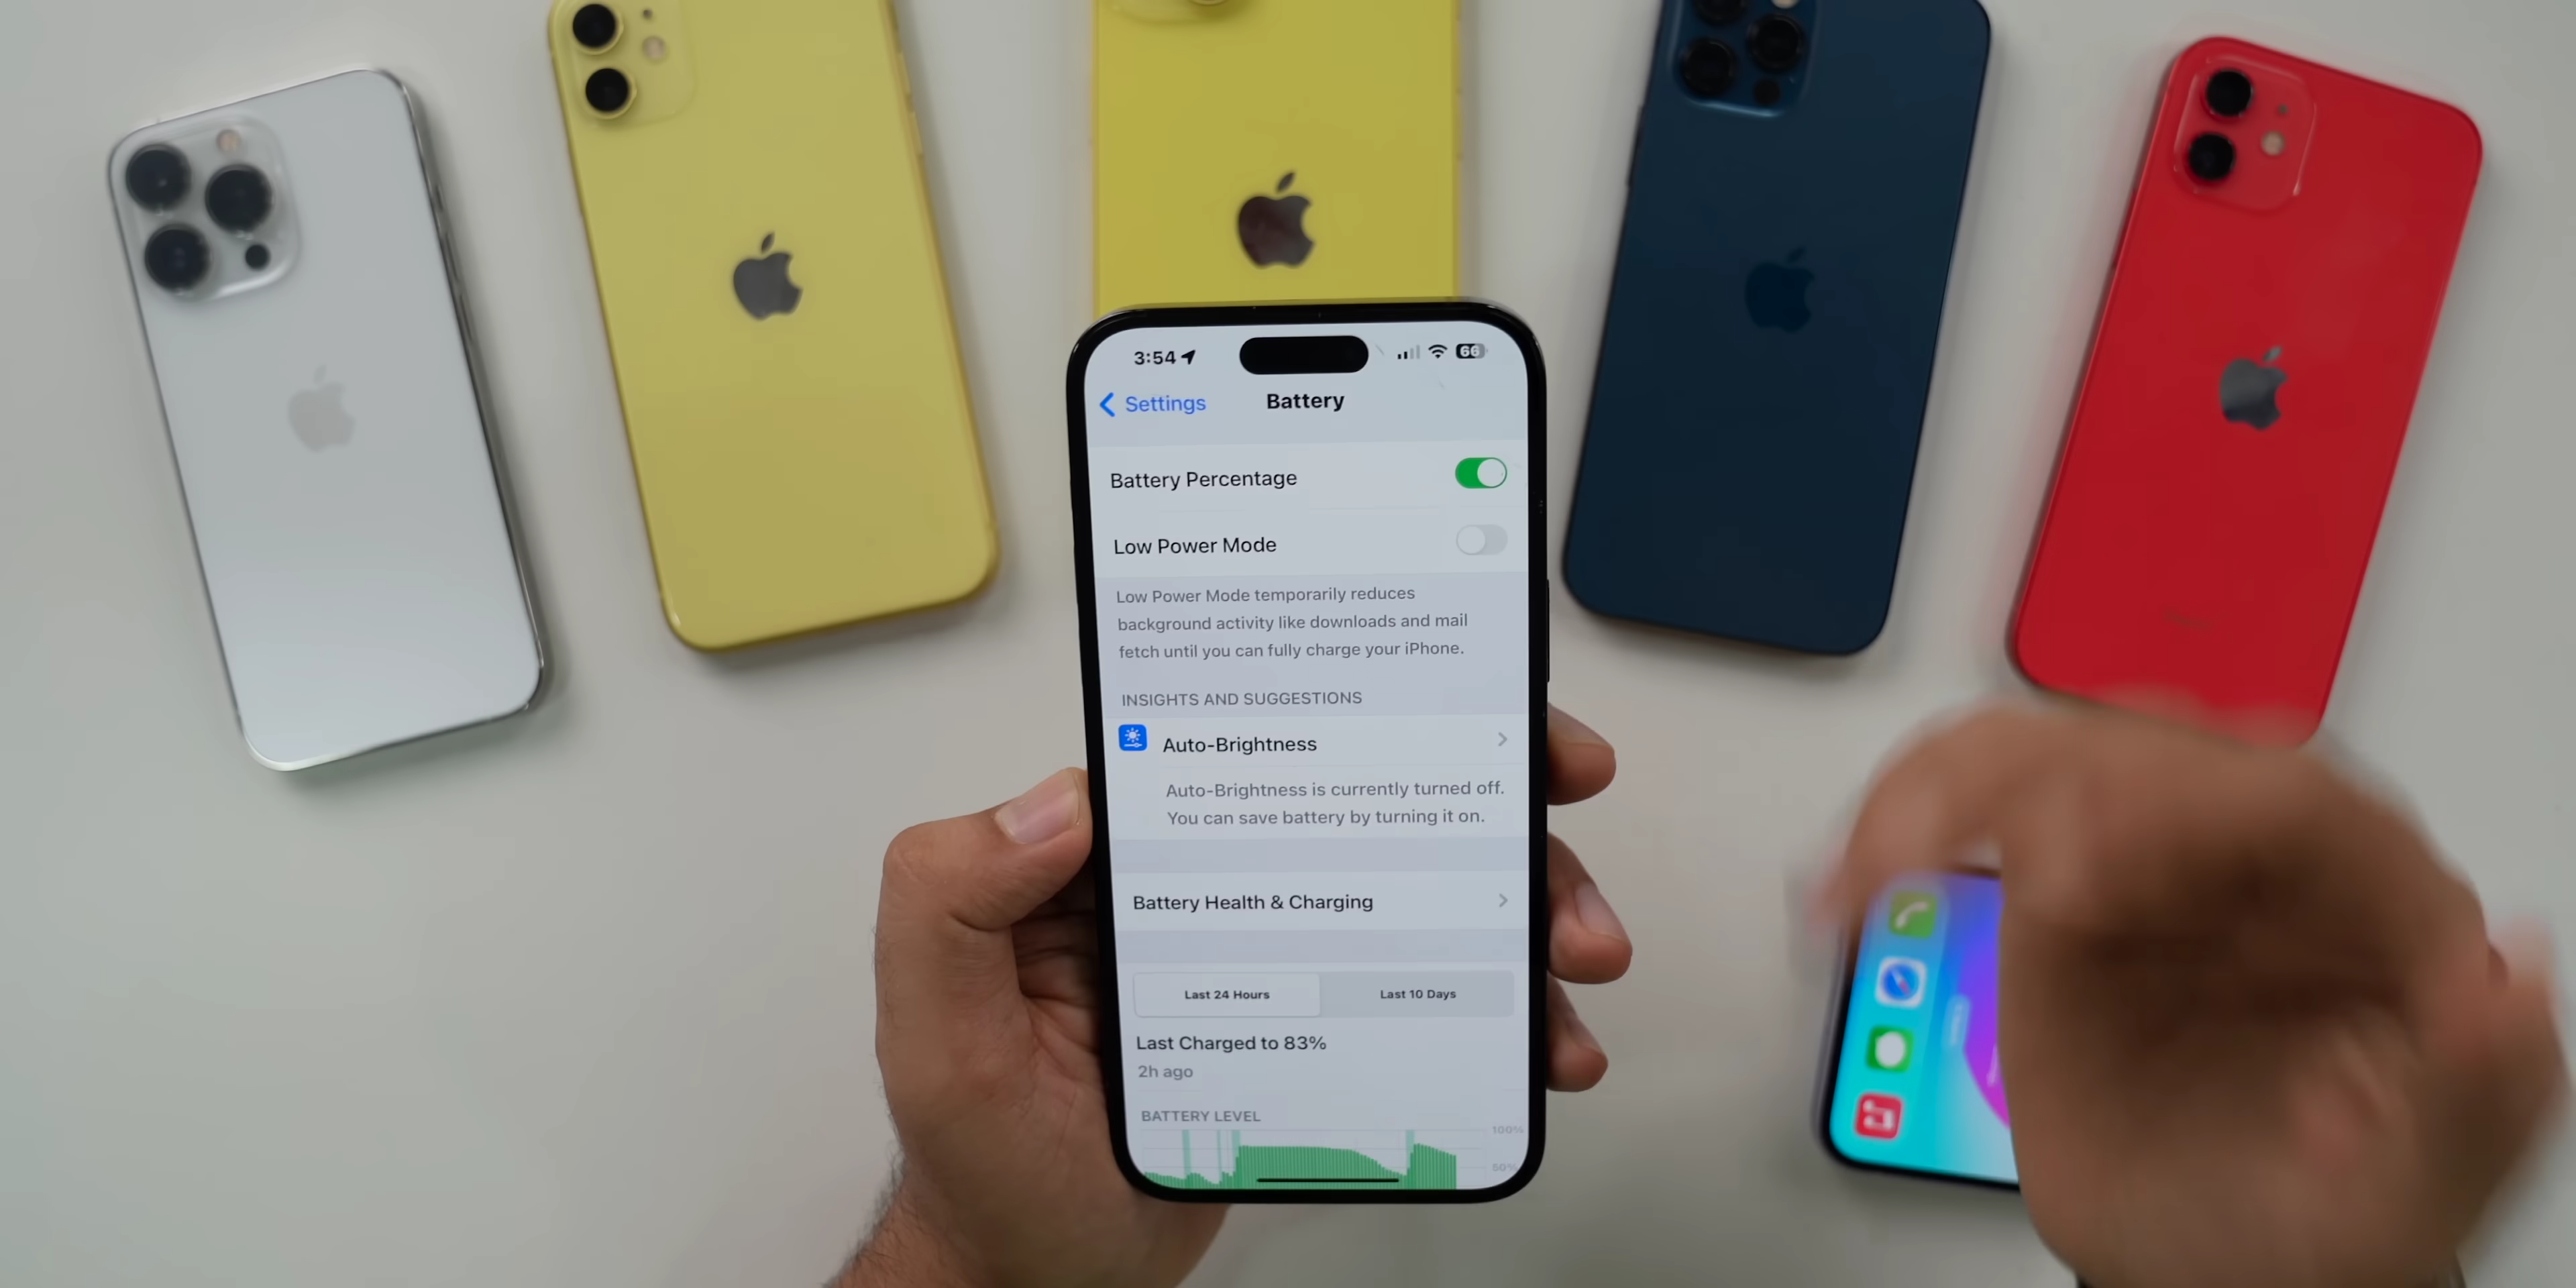 3:54
66
Settings
Battery
Battery Percentage
Low Power Mode
Low Power Mode temporarily reduces
background activity like downloads and mail
fetch until you can fully charge your iPhone.
INSIGHTS AND SUGGESTIONS
Auto-Brightness
Auto-Brightness is currently turned off.
You can save battery by turning it on.
Battery Health & Charging
Last 24 Hours
Last 10 Days
Last Charged to 83%
2h ago
BATTERY LEVEL
100%
50%